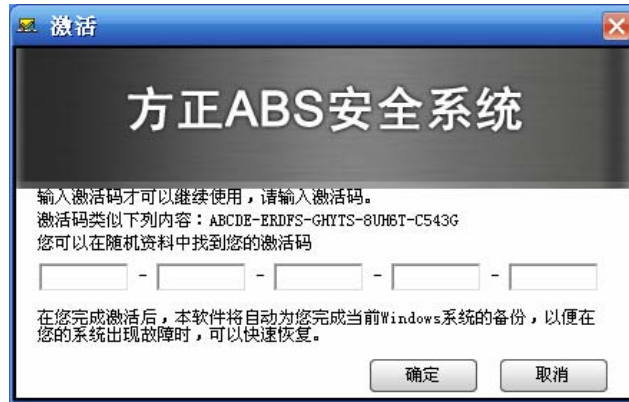 激活
方正ABS安全系统
输入激活码才可以继续使用，请输入激活码。
激活码类似下列内容：ABCDE-ERDFS-GHYTS-8UH6T-C543G
您可以在随机资料中找到您的激活码
- - - -
在您完成激活后，本软件将自动为您完成当前Windows系统的备份，以便在
您的系统出现故障时，可以快速恢复。
确定 取消